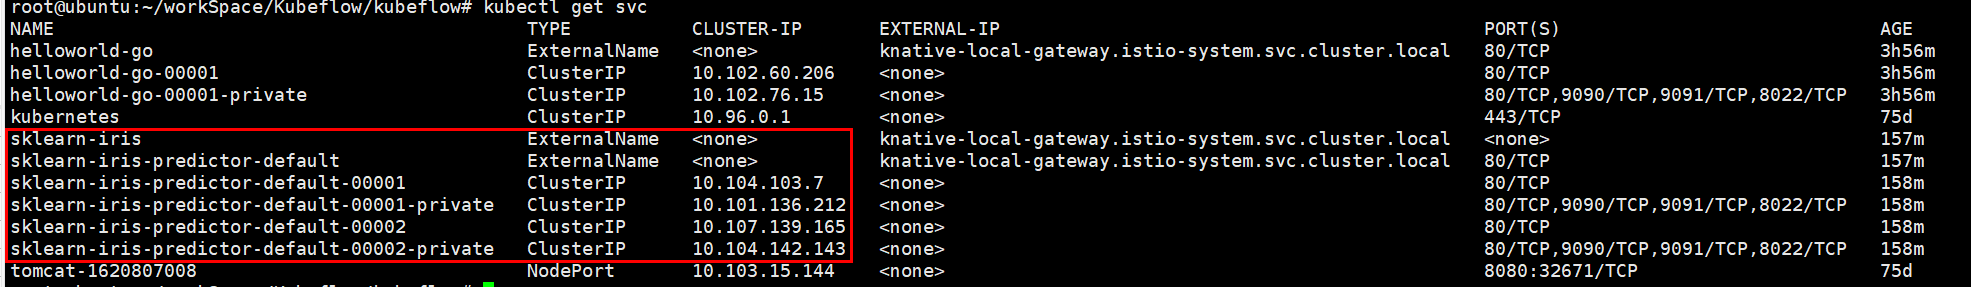 root@ubuntu:~/workSpace/Kubeflow/kubeflow# kubectl get svc
NAME TYPE CLUSTER-IP EXTERNAL-IP PORT(S) AGE
helloworld-go ExternalName <none> knative-local-gateway.istio-system.svc.cluster.local 80/TCP 3h56m
helloworld-go-00001 ClusterIP 10.102.60.206 <none> 80/TCP 3h56m
helloworld-go-00001-private ClusterIP 10.102.76.15 <none> 80/TCP,9090/TCP,9091/TCP,8022/TCP 3h56m
kubernetes ClusterIP 10.96.0.1 <none> 443/TCP 75d
sklearn-iris ExternalName <none> knative-local-gateway.istio-system.svc.cluster.local <none> 157m
sklearn-iris-predictor-default ExternalName <none> knative-local-gateway.istio-system.svc.cluster.local 80/TCP 157m
sklearn-iris-predictor-default-00001 ClusterIP 10.104.103.7 <none> 80/TCP 158m
sklearn-iris-predictor-default-00001-private ClusterIP 10.101.136.212 <none> 80/TCP,9090/TCP,9091/TCP,8022/TCP 158m
sklearn-iris-predictor-default-00002 ClusterIP 10.107.139.165 <none> 80/TCP 158m
sklearn-iris-predictor-default-00002-private ClusterIP 10.104.142.143 <none> 80/TCP,9090/TCP,9091/TCP,8022/TCP 158m
tomcat-1620807008 NodePort 10.103.15.144 <none> 8080:32671/TCP 75d